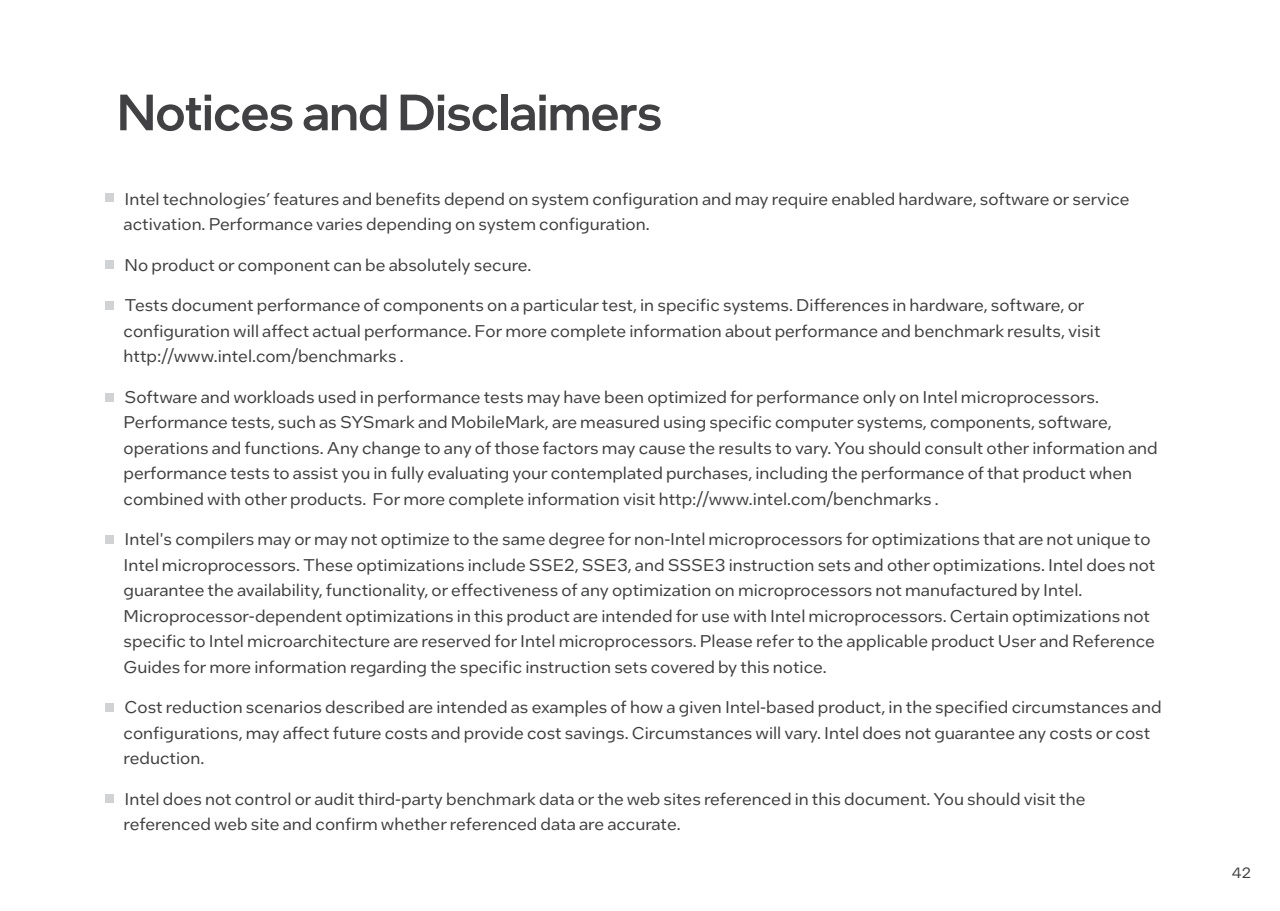 Notices and Disclaimers
Intel technologies’ features and benefits depend on system configuration and may require enabled hardware, software or service
activation. Performance varies depending on system configuration.
No product or component can be absolutely secure.
Tests document performance of components on a particular test, in specific systems. Differences in hardware, software, or
configuration will affect actual performance. For more complete information about performance and benchmark results, visit
http://www.intel.com/benchmarks .
Software and workloads used in performance tests may have been optimized for performance only on Intel microprocessors.
Performance tests, such as SYSmark and MobileMark, are measured using specific computer systems, components, software,
operations and functions. Any change to any of those factors may cause the results to vary. You should consult other information and
performance tests to assist you in fully evaluating your contemplated purchases, including the performance of that product when
combined with other products.  For more complete information visit http://www.intel.com/benchmarks .
Intel's compilers may or may not optimize to the same degree for non-Intel microprocessors for optimizations that are not unique to
Intel microprocessors. These optimizations include SSE2, SSE3, and SSSE3 instruction sets and other optimizations. Intel does not
guarantee the availability, functionality, or effectiveness of any optimization on microprocessors not manufactured by Intel.
Microprocessor-dependent optimizations in this product are intended for use with Intel microprocessors. Certain optimizations not
specific to Intel microarchitecture are reserved for Intel microprocessors. Please refer to the applicable product User and Reference
Guides for more information regarding the specific instruction sets covered by this notice.
Cost reduction scenarios described are intended as examples of how a given Intel-based product, in the specified circumstances and
configurations, may affect future costs and provide cost savings. Circumstances will vary. Intel does not guarantee any costs or cost
reduction.
Intel does not control or audit third-party benchmark data or the web sites referenced in this document. You should visit the
referenced web site and confirm whether referenced data are accurate.
42